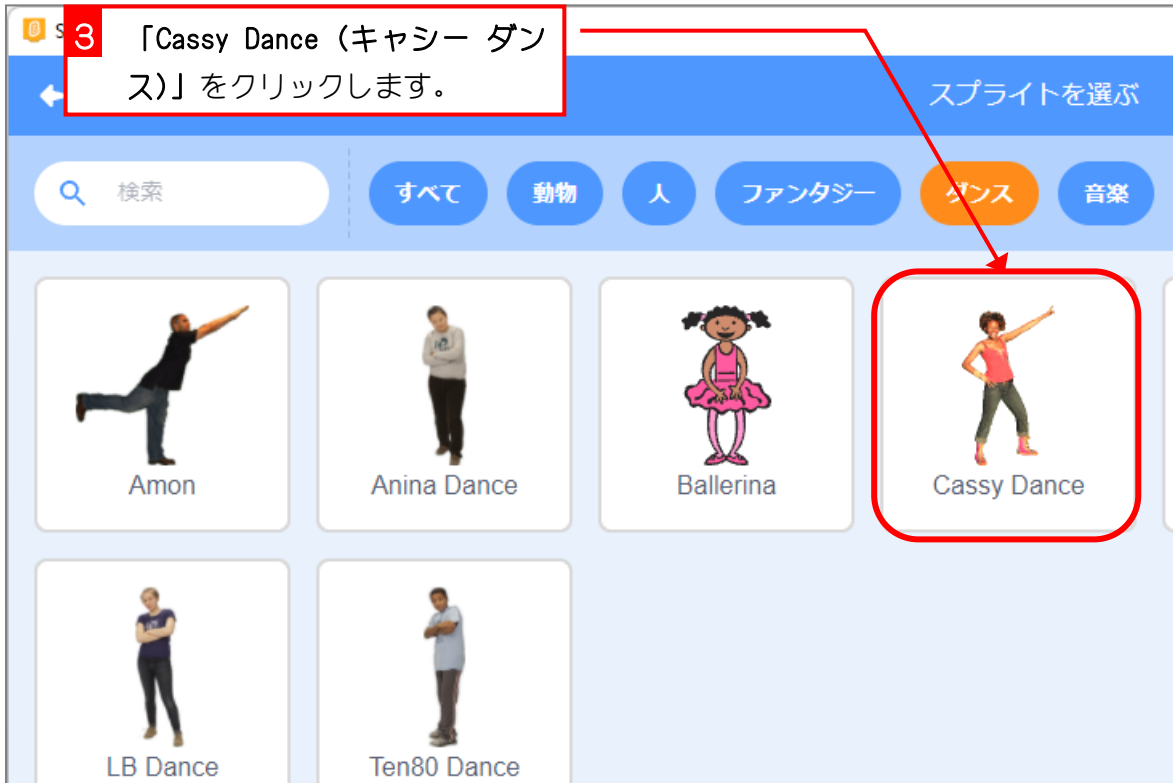 S
3
「Cassy Dance (キャシー ダン
ス)」をクリックします。
スプライトを選ぶ
検索
すべて
動物
人
ファンタジー
ダンス
音楽
Amon
Anina Dance
Ballerina
Cassy Dance
LB Dance
Ten80 Dance